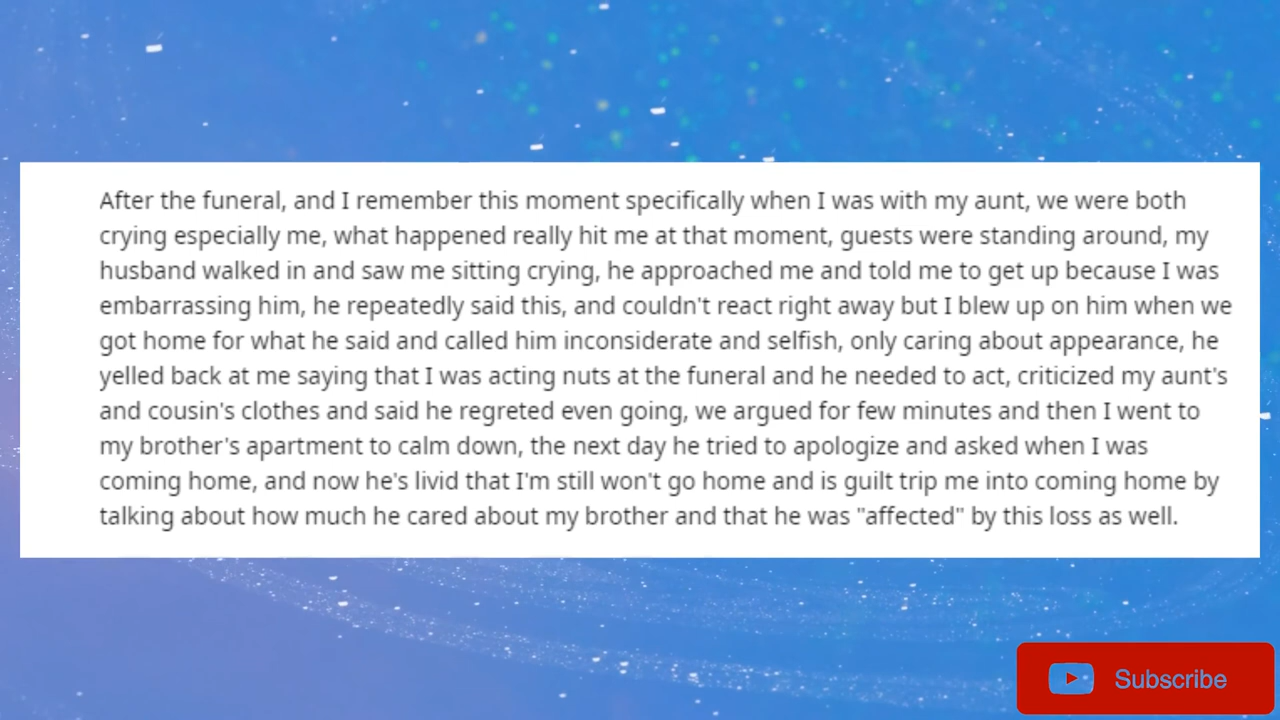 After the funeral, and I remember this moment specifically when I was with my aunt, we were both
crying especially me, what happened really hit me at that moment, guests were standing around, my
husband walked in and saw me sitting crying, he approached me and told me to get up because I was
embarrassing him, he repeatedly said this, and couldn't react right away but I blew up on him when we
got home for what he said and called him inconsiderate and selfish, only caring about appearance, he
yelled back at me saying that I was acting nuts at the funeral and he needed to act, criticized my aunt's
and cousin's clothes and said he regretted even going, we argued for few minutes and then I went to
my brother's apartment to calm down, the next day he tried to apologize and asked when I was
coming home, and now he's livid that I'm still won't go home and is guilt trip me into coming home by
talking about how much he cared about my brother and that he was "affected" by this loss as well.
Subscribe